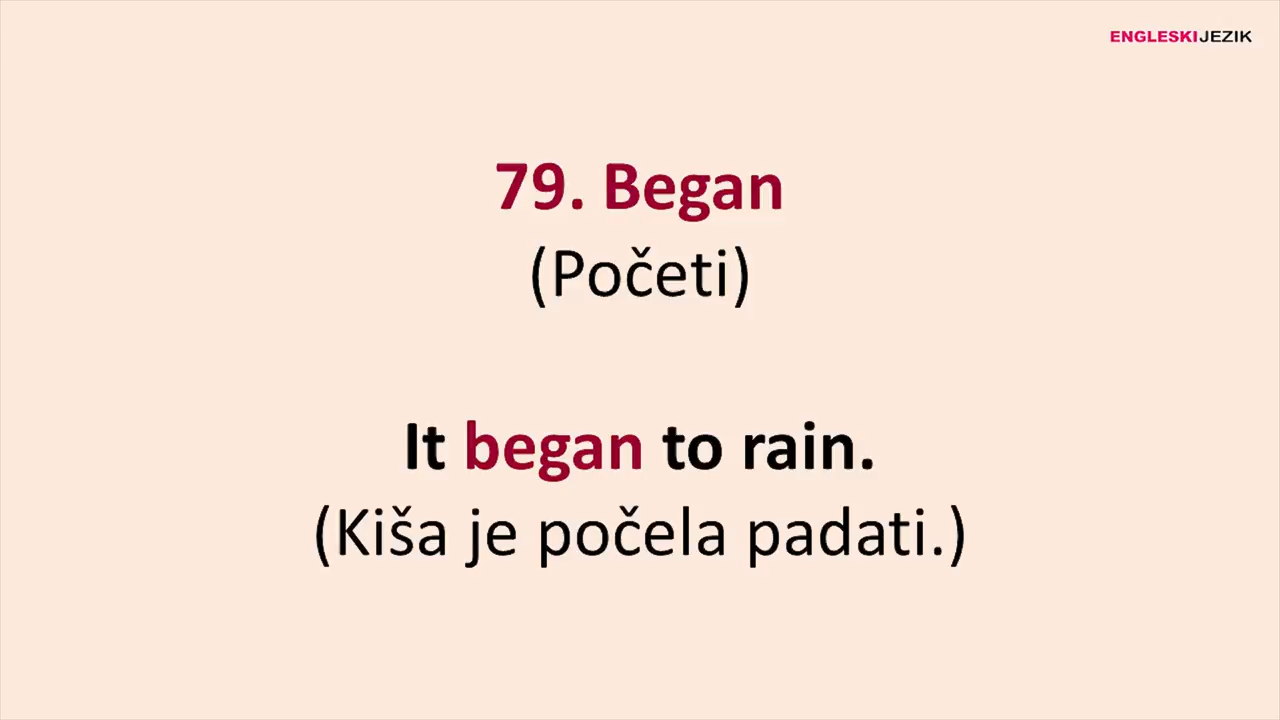 ENGLESKIJEZIK
79. Began
(Početi)
It began to rain.
(Kiša je počela padati.)